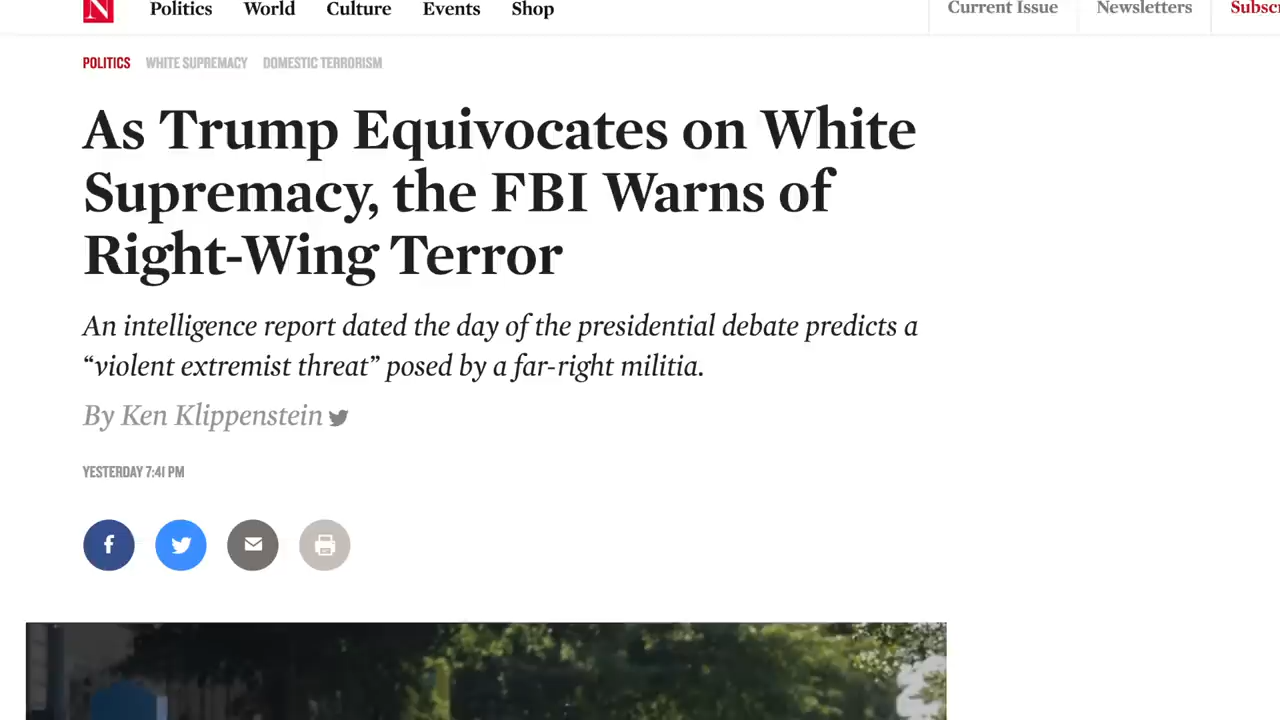 N Politics World Culture Events Shop Current Issue Newsletters
POLITICS WHITE SUPREMACY DOMESTIC TERRORISM
As Trump Equivocates on White
Supremacy, the FBI Warns of
Right-Wing Terror
An intelligence report dated the day of the presidential debate predicts a
“violent extremist threat” posed by a far-right militia.
By Ken Klippenstein
YESTERDAY 7:41 PM